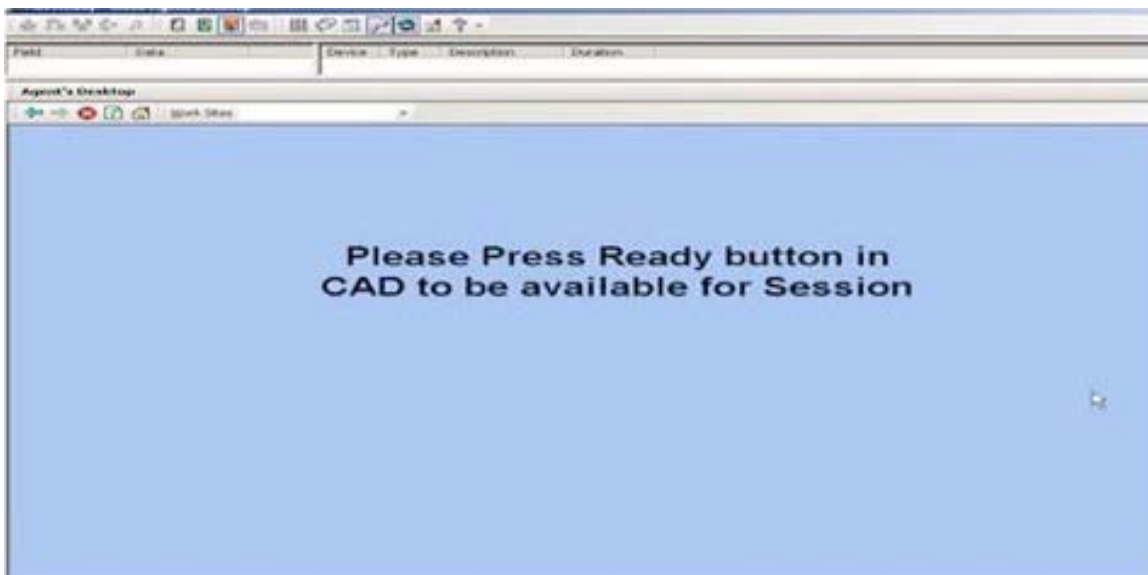 Field Data Device Type Description Duration
Agent's Desktop
Work Sites
Please Press Ready button in
CAD to be available for Session